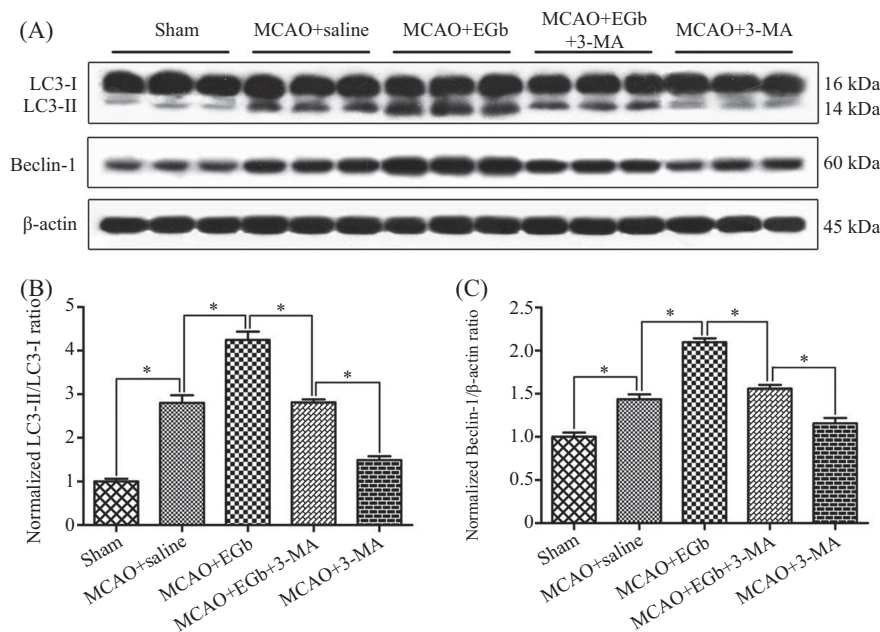 (A)
Sham MCAO+saline MCAO+EGb MCAO+EGb +3-MA MCAO+3-MA
LC3-I 16 kDa
LC3-II 14 kDa
Beclin-1 60 kDa
β-actin 45 kDa
(B)
Normalized LC3-II/LC3-I ratio
5
4
3
2
1
0
* * * *
Sham
MCAO+saline
MCAO+EGb
MCAO+EGb+3-MA
MCAO+3-MA
(C)
Normalized Beclin-1/β-actin ratio
2.5
2.0
1.5
1.0
0.5
0
* * * *
Sham
MCAO+saline
MCAO+EGb
MCAO+EGb+3-MA
MCAO+3-MA